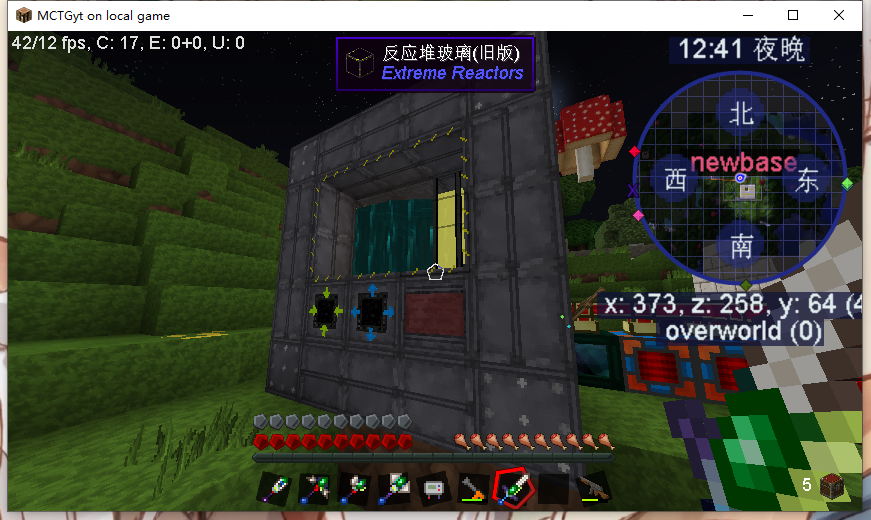 MCTGyt on local game
42/12 fps, C: 17, E: 0+0, U: 0
反应堆玻璃(旧版)
Extreme Reactors
12:41 夜晚
北
newbase
西
东
南
x: 373, z: 258, y: 64 (4
overworld (0)
5